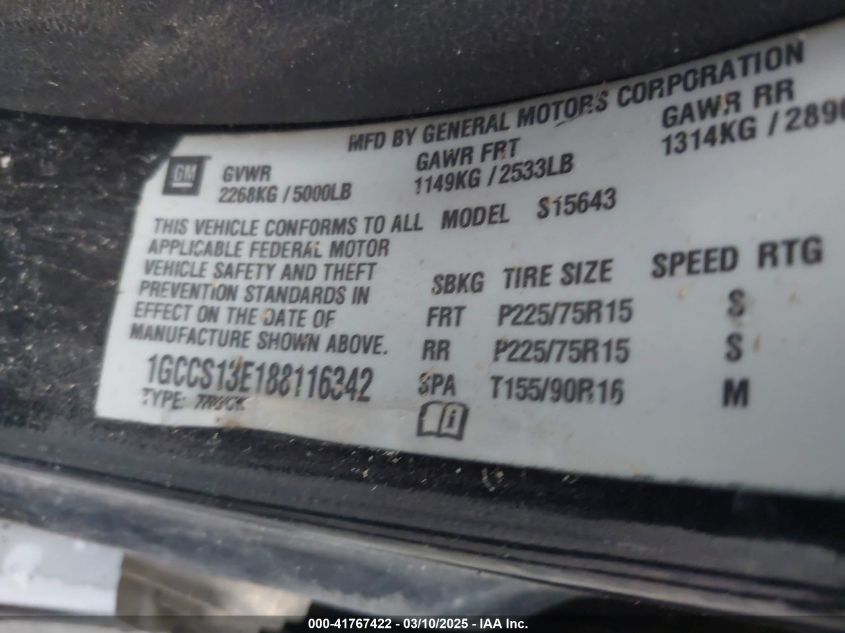 MFD BY GENERAL MOTORS CORPORATION
GM
GVWR
2268KG / 5000LB
GAWR FRT
1149KG / 2533LB
GAWR RR
1314KG / 2896
THIS VEHICLE CONFORMS TO ALL
APPLICABLE FEDERAL MOTOR
VEHICLE SAFETY AND THEFT
PREVENTION STANDARDS IN
EFFECT ON THE DATE OF
MANUFACTURE SHOWN ABOVE.
1GCCS13E188116342
TYPE: TRUCK
MODEL S15643
SBKG TIRE SIZE SPEED RTG
FRT P225/75R15 S
RR P225/75R15 S
SPA T155/90R16 M
000-41767422 — 03/10/2025 — IAA Inc.